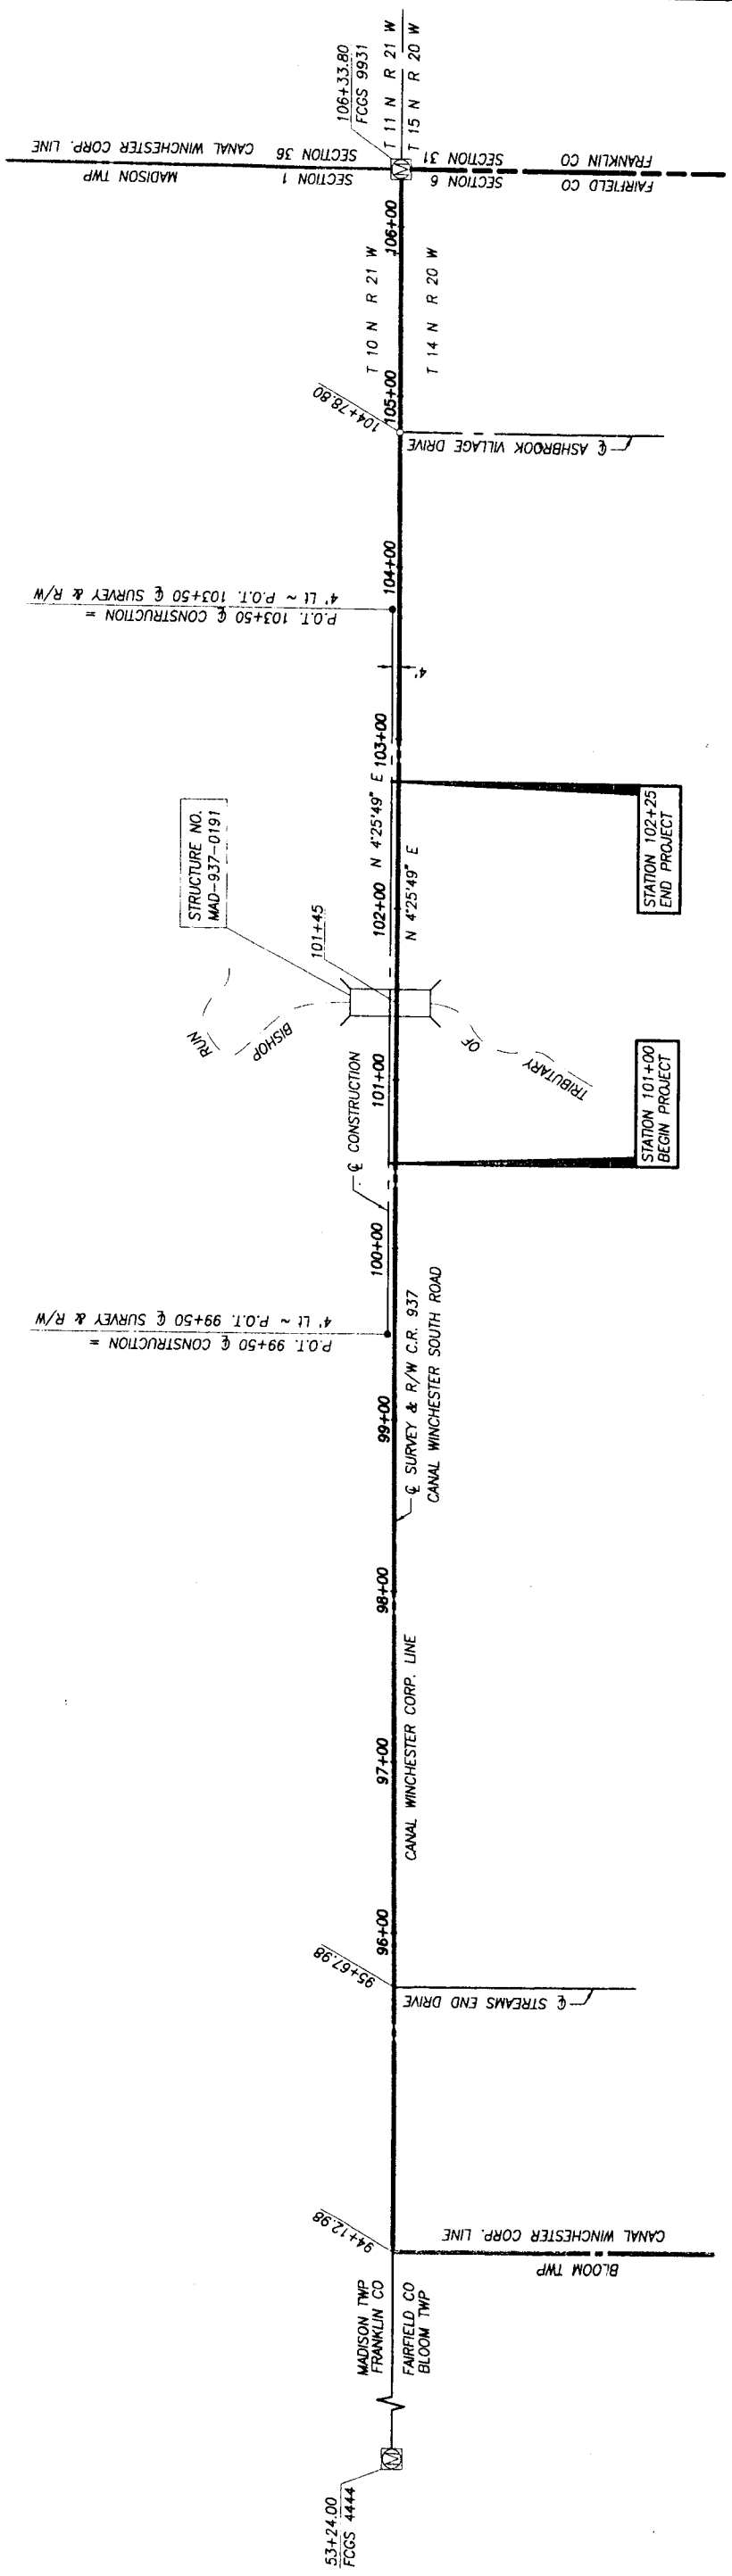 53+24.00
FCGS 4444
MADISON TWP
FRANKLIN CO
FAIRFIELD CO
BLOOM TWP
94+12.98
BLOOM TWP
CANAL WINCHESTER CORP. LINE
95+67.98
℄ STREAMS END DRIVE
96+00
97+00
CANAL WINCHESTER CORP. LINE
98+00
℄ SURVEY & R/W C.R. 937
CANAL WINCHESTER SOUTH ROAD
99+00
P.O.T. 99+50 ℄ CONSTRUCTION =
4' Lt ~ P.O.T. 99+50 ℄ SURVEY & R/W
100+00
℄ CONSTRUCTION
STATION 101+00
BEGIN PROJECT
101+00
TRIBUTARY
OF
BISHOP
RUN
101+45
STRUCTURE NO.
MAD-937-0191
102+00
N 4°25'49" E
N 4°25'49" E
STATION 102+25
END PROJECT
103+00
4'
P.O.T. 103+50 ℄ CONSTRUCTION =
4' Lt ~ P.O.T. 103+50 ℄ SURVEY & R/W
104+00
104+78.80
℄ ASHBROOK VILLAGE DRIVE
105+00
T 10 N R 21 W
T 14 N R 20 W
106+00
106+33.80
FCGS 9931
MADISON TWP
CANAL WINCHESTER CORP. LINE
SECTION 1
SECTION 36
SECTION 6
SECTION 31
FAIRFIELD CO
FRANKLIN CO
T 11 N R 21 W
T 15 N R 20 W